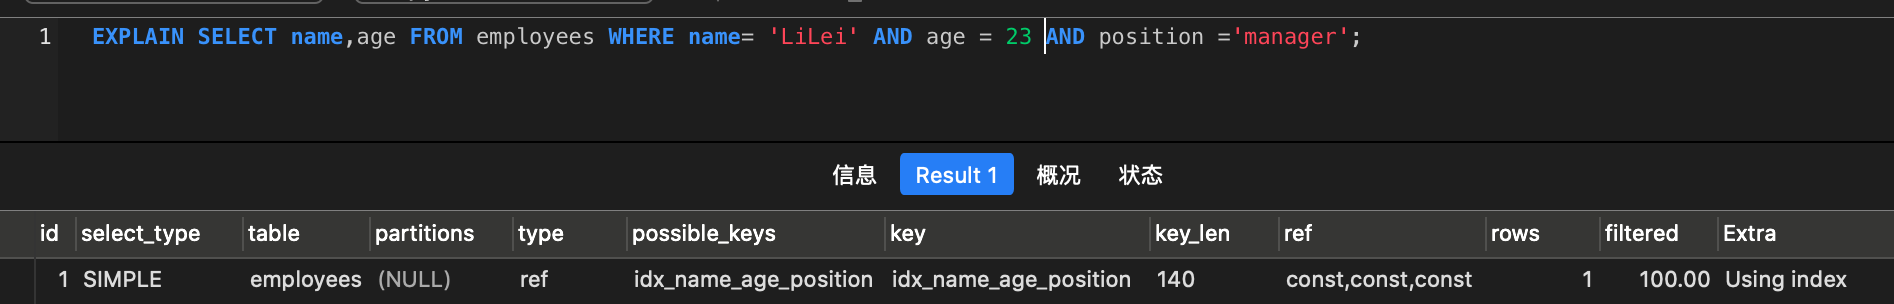 1 EXPLAIN SELECT name,age FROM employees WHERE name= 'LiLei' AND age = 23 AND position ='manager';
信息 Result 1 概况 状态
id select_type table partitions type possible_keys key key_len ref rows filtered Extra
1 SIMPLE employees (NULL) ref idx_name_age_position idx_name_age_position 140 const,const,const 1 100.00 Using index